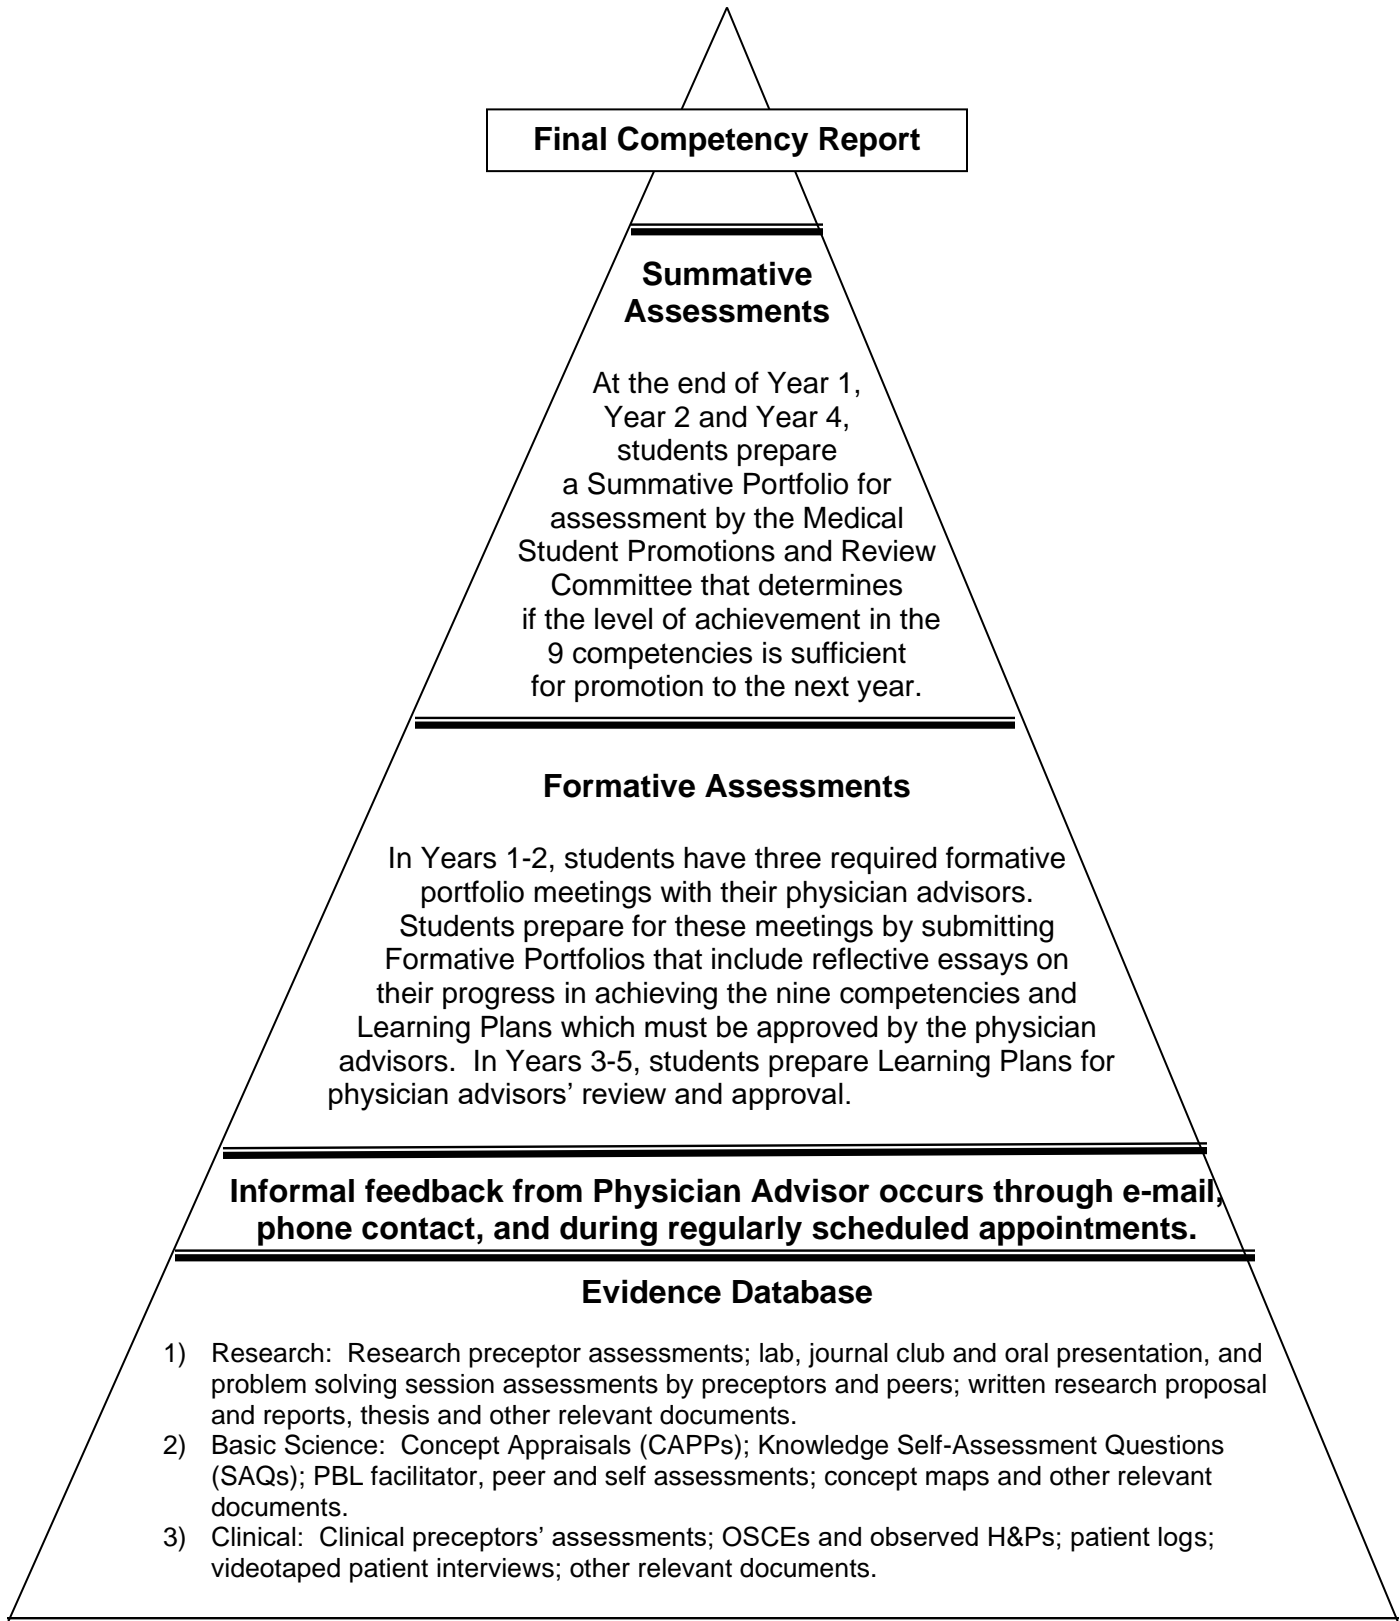 Final Competency Report
Summative
Assessments
At the end of Year 1,
Year 2 and Year 4,
students prepare
a Summative Portfolio for
assessment by the Medical
Student Promotions and Review
Committee that determines
if the level of achievement in the
9 competencies is sufficient
for promotion to the next year.
Formative Assessments
In Years 1-2, students have three required formative
portfolio meetings with their physician advisors.
Students prepare for these meetings by submitting
Formative Portfolios that include reflective essays on
their progress in achieving the nine competencies and
Learning Plans which must be approved by the physician
advisors.  In Years 3-5, students prepare Learning Plans for
physician advisors’ review and approval.
Informal feedback from Physician Advisor occurs through e-mail,
phone contact, and during regularly scheduled appointments.
Evidence Database
1) Research:  Research preceptor assessments; lab, journal club and oral presentation, and
problem solving session assessments by preceptors and peers; written research proposal
and reports, thesis and other relevant documents.
2) Basic Science:  Concept Appraisals (CAPPs); Knowledge Self-Assessment Questions
(SAQs); PBL facilitator, peer and self assessments; concept maps and other relevant
documents.
3) Clinical:  Clinical preceptors’ assessments; OSCEs and observed H&Ps; patient logs;
videotaped patient interviews; other relevant documents.